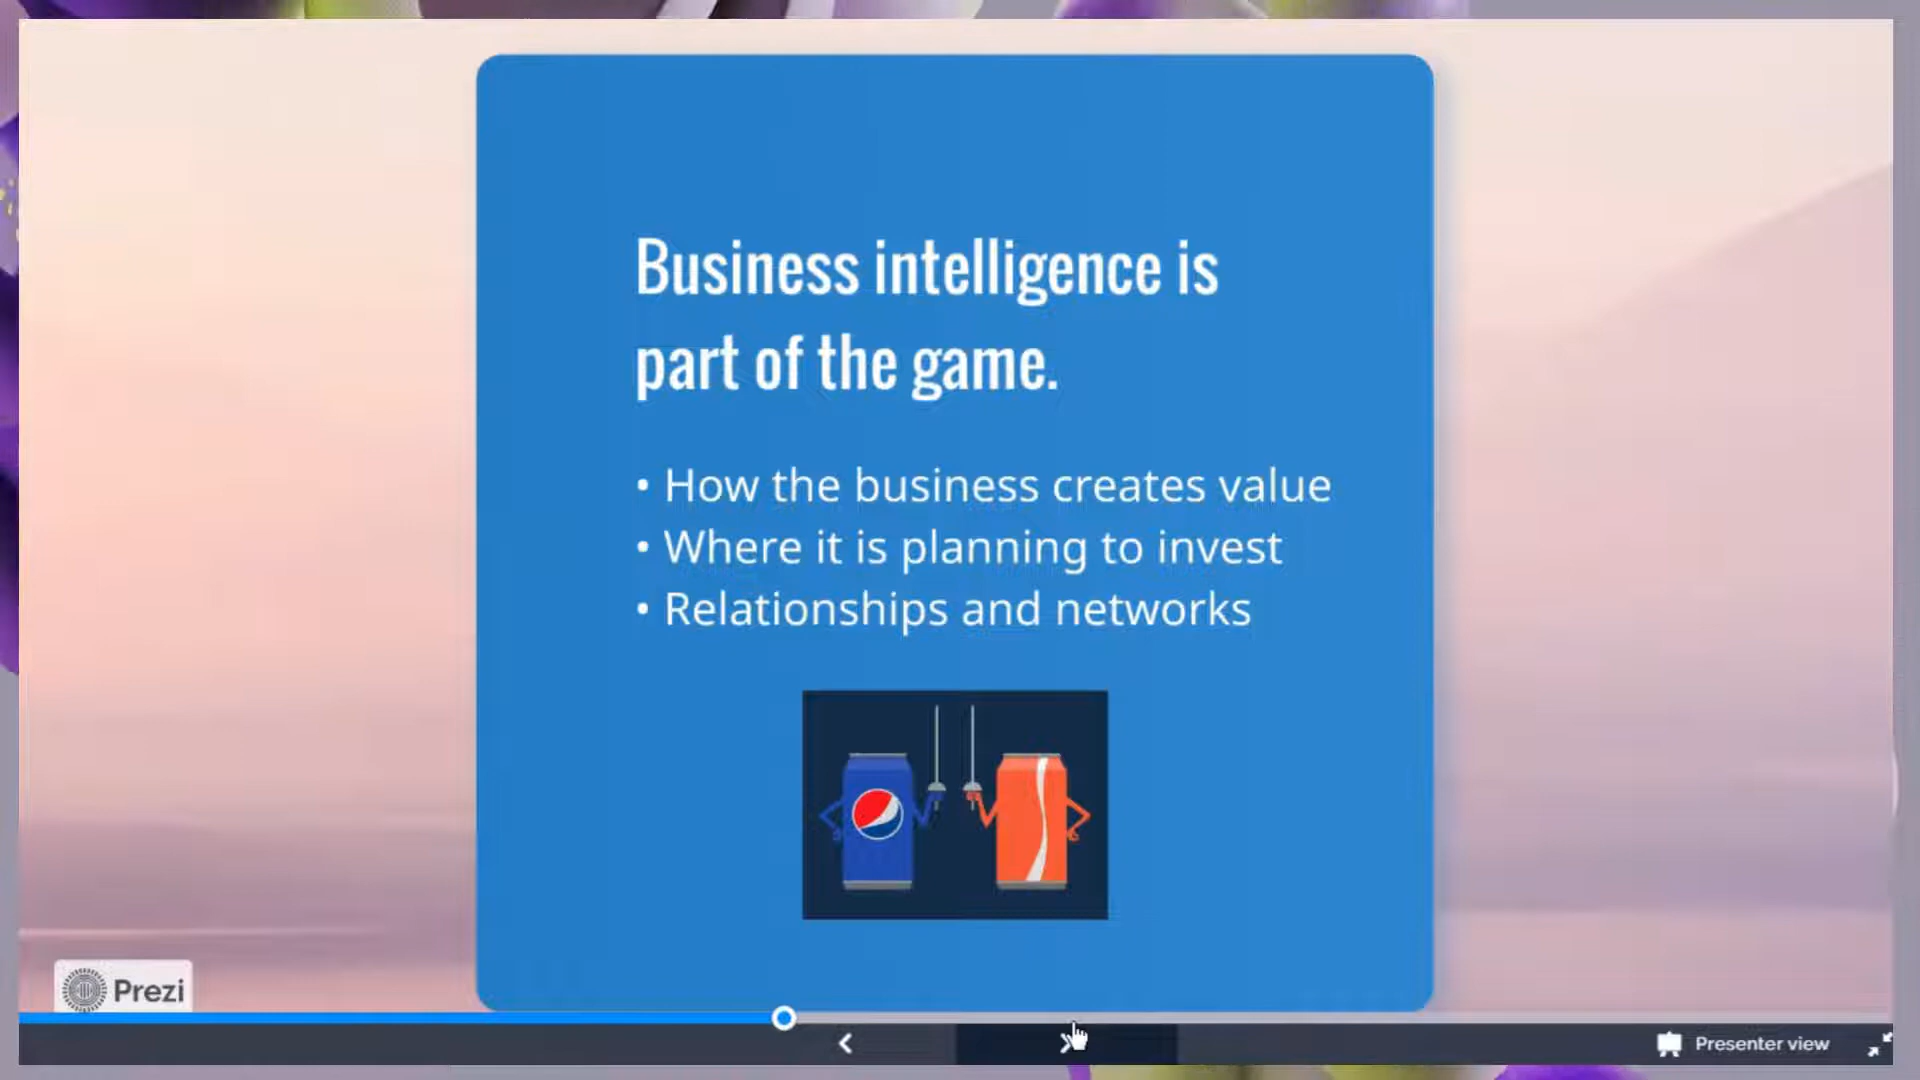 Business intelligence is
part of the game.
• How the business creates value
• Where it is planning to invest
• Relationships and networks
Prezi
Presenter view